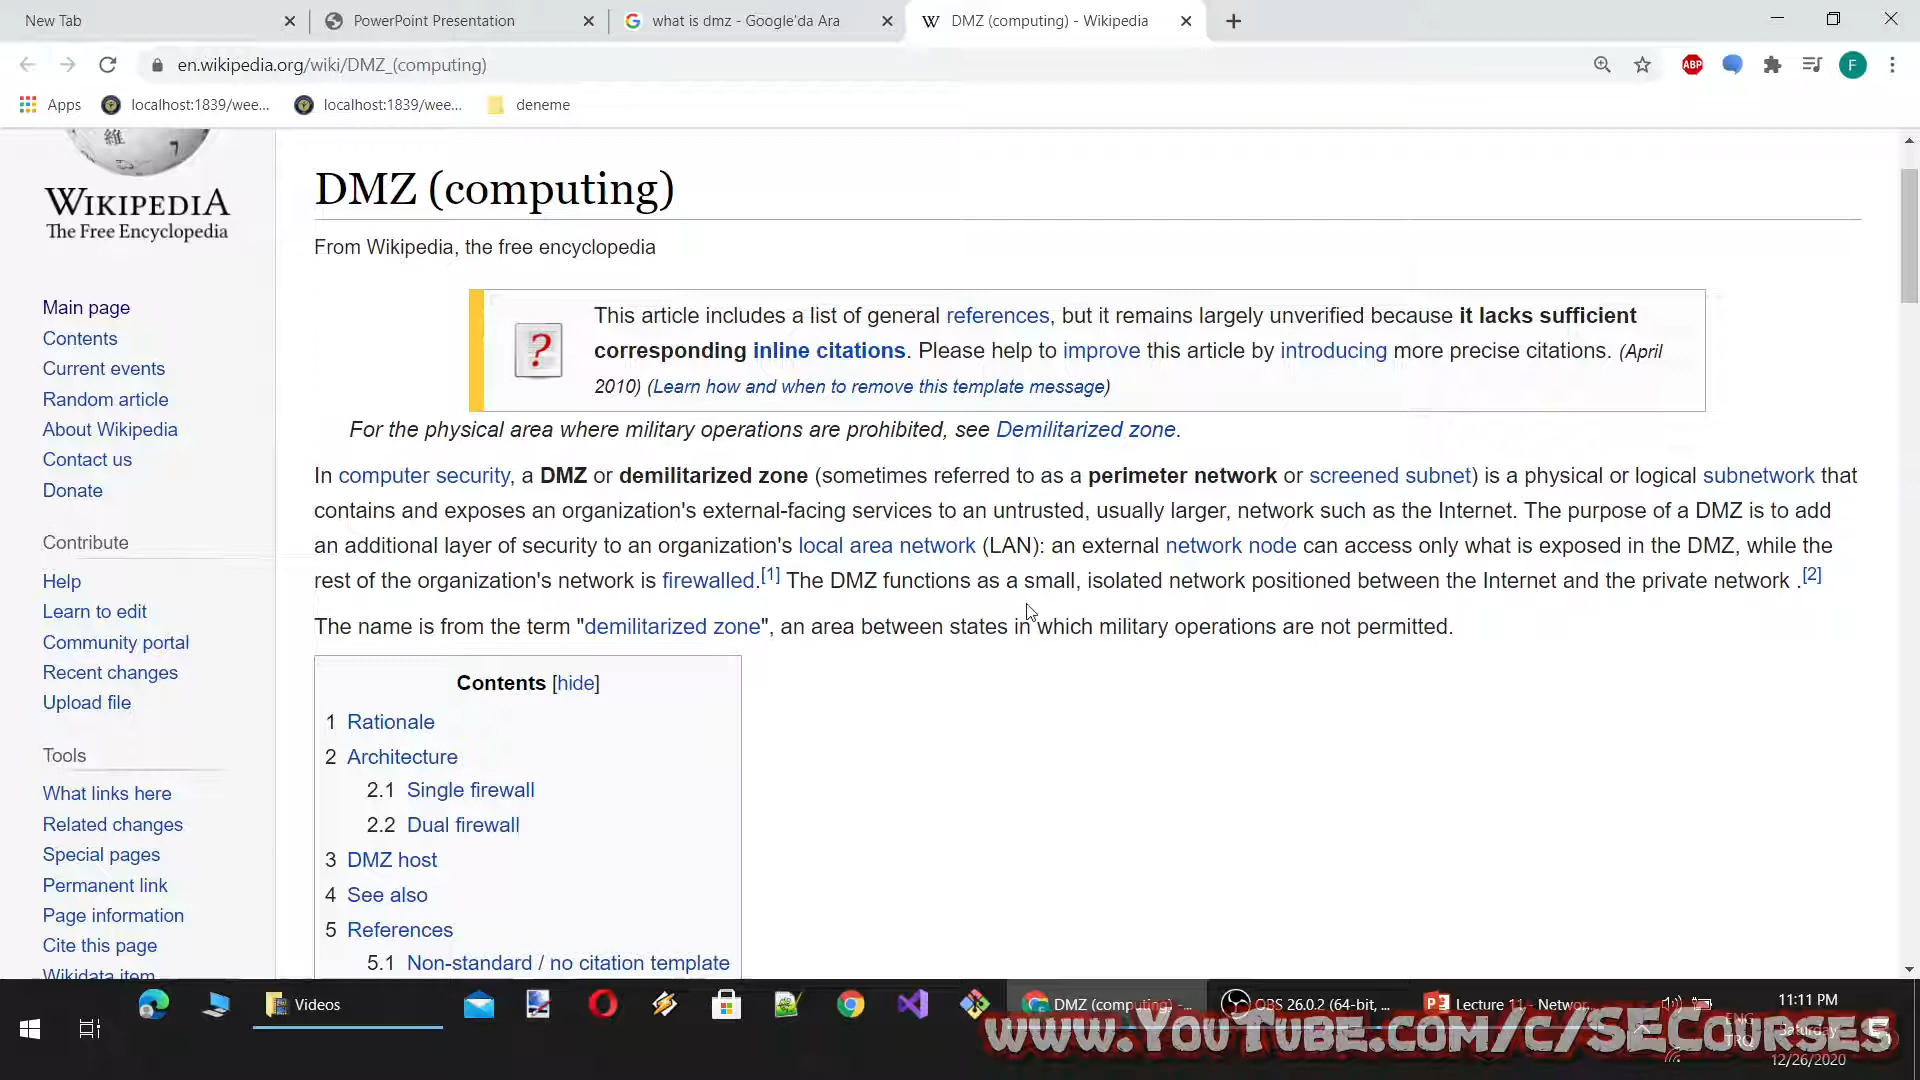 New Tab
PowerPoint Presentation
what is dmz - Google'da Ara
DMZ (computing) - Wikipedia
en.wikipedia.org/wiki/DMZ_(computing)
ABP
F
Apps
localhost:1839/wee...
localhost:1839/wee...
deneme
維
7
WIKIPEDIA
The Free Encyclopedia
Main page
Contents
Current events
Random article
About Wikipedia
Contact us
Donate
Contribute
Help
Learn to edit
Community portal
Recent changes
Upload file
Tools
What links here
Related changes
Special pages
Permanent link
Page information
Cite this page
Wikidata item
DMZ (computing)
From Wikipedia, the free encyclopedia
?
This article includes a list of general references, but it remains largely unverified because it lacks sufficient
corresponding inline citations. Please help to improve this article by introducing more precise citations. (April
2010) (Learn how and when to remove this template message)
For the physical area where military operations are prohibited, see Demilitarized zone.
In computer security, a DMZ or demilitarized zone (sometimes referred to as a perimeter network or screened subnet) is a physical or logical subnetwork that
contains and exposes an organization's external-facing services to an untrusted, usually larger, network such as the Internet. The purpose of a DMZ is to add
an additional layer of security to an organization's local area network (LAN): an external network node can access only what is exposed in the DMZ, while the
rest of the organization's network is firewalled.[1] The DMZ functions as a small, isolated network positioned between the Internet and the private network .[2]
The name is from the term "demilitarized zone", an area between states in which military operations are not permitted.
Contents [hide]
1 Rationale
2 Architecture
2.1 Single firewall
2.2 Dual firewall
3 DMZ host
4 See also
5 References
5.1 Non-standard / no citation template
Videos
DMZ (computing) -...
OBS 26.0.2 (64-bit, ...
Lecture 11 - Networ...
11:11 PM
ENG
Saturday
TRQ
12/26/2020
www.YouTube.com/c/SECourses